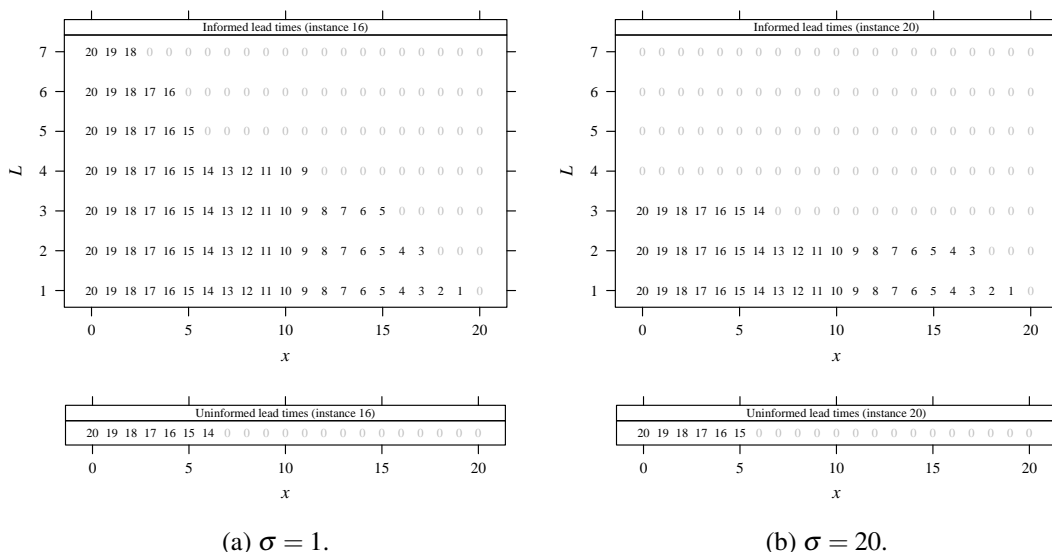 Informed lead times (instance 16)
7 20 19 18 0 0 0 0 0 0 0 0 0 0 0 0 0 0 0 0 0 0
6 20 19 18 17 16 0 0 0 0 0 0 0 0 0 0 0 0 0 0 0 0
5 20 19 18 17 16 15 0 0 0 0 0 0 0 0 0 0 0 0 0 0 0
4 20 19 18 17 16 15 14 13 12 11 10 9 0 0 0 0 0 0 0 0 0
3 20 19 18 17 16 15 14 13 12 11 10 9 8 7 6 5 0 0 0 0 0
2 20 19 18 17 16 15 14 13 12 11 10 9 8 7 6 5 4 3 0 0 0
1 20 19 18 17 16 15 14 13 12 11 10 9 8 7 6 5 4 3 2 1 0
L
0 5 10 15 20
x
Uninformed lead times (instance 16)
20 19 18 17 16 15 14 0 0 0 0 0 0 0 0 0 0 0 0 0 0
0 5 10 15 20
x
(a) σ = 1.
Informed lead times (instance 20)
7 0 0 0 0 0 0 0 0 0 0 0 0 0 0 0 0 0 0 0 0 0
6 0 0 0 0 0 0 0 0 0 0 0 0 0 0 0 0 0 0 0 0 0
5 0 0 0 0 0 0 0 0 0 0 0 0 0 0 0 0 0 0 0 0 0
4 0 0 0 0 0 0 0 0 0 0 0 0 0 0 0 0 0 0 0 0 0
3 20 19 18 17 16 15 14 0 0 0 0 0 0 0 0 0 0 0 0 0 0
2 20 19 18 17 16 15 14 13 12 11 10 9 8 7 6 5 4 3 0 0 0
1 20 19 18 17 16 15 14 13 12 11 10 9 8 7 6 5 4 3 2 1 0
L
0 5 10 15 20
x
Uninformed lead times (instance 20)
20 19 18 17 16 15 0 0 0 0 0 0 0 0 0 0 0 0 0 0 0
0 5 10 15 20
x
(b) σ = 20.